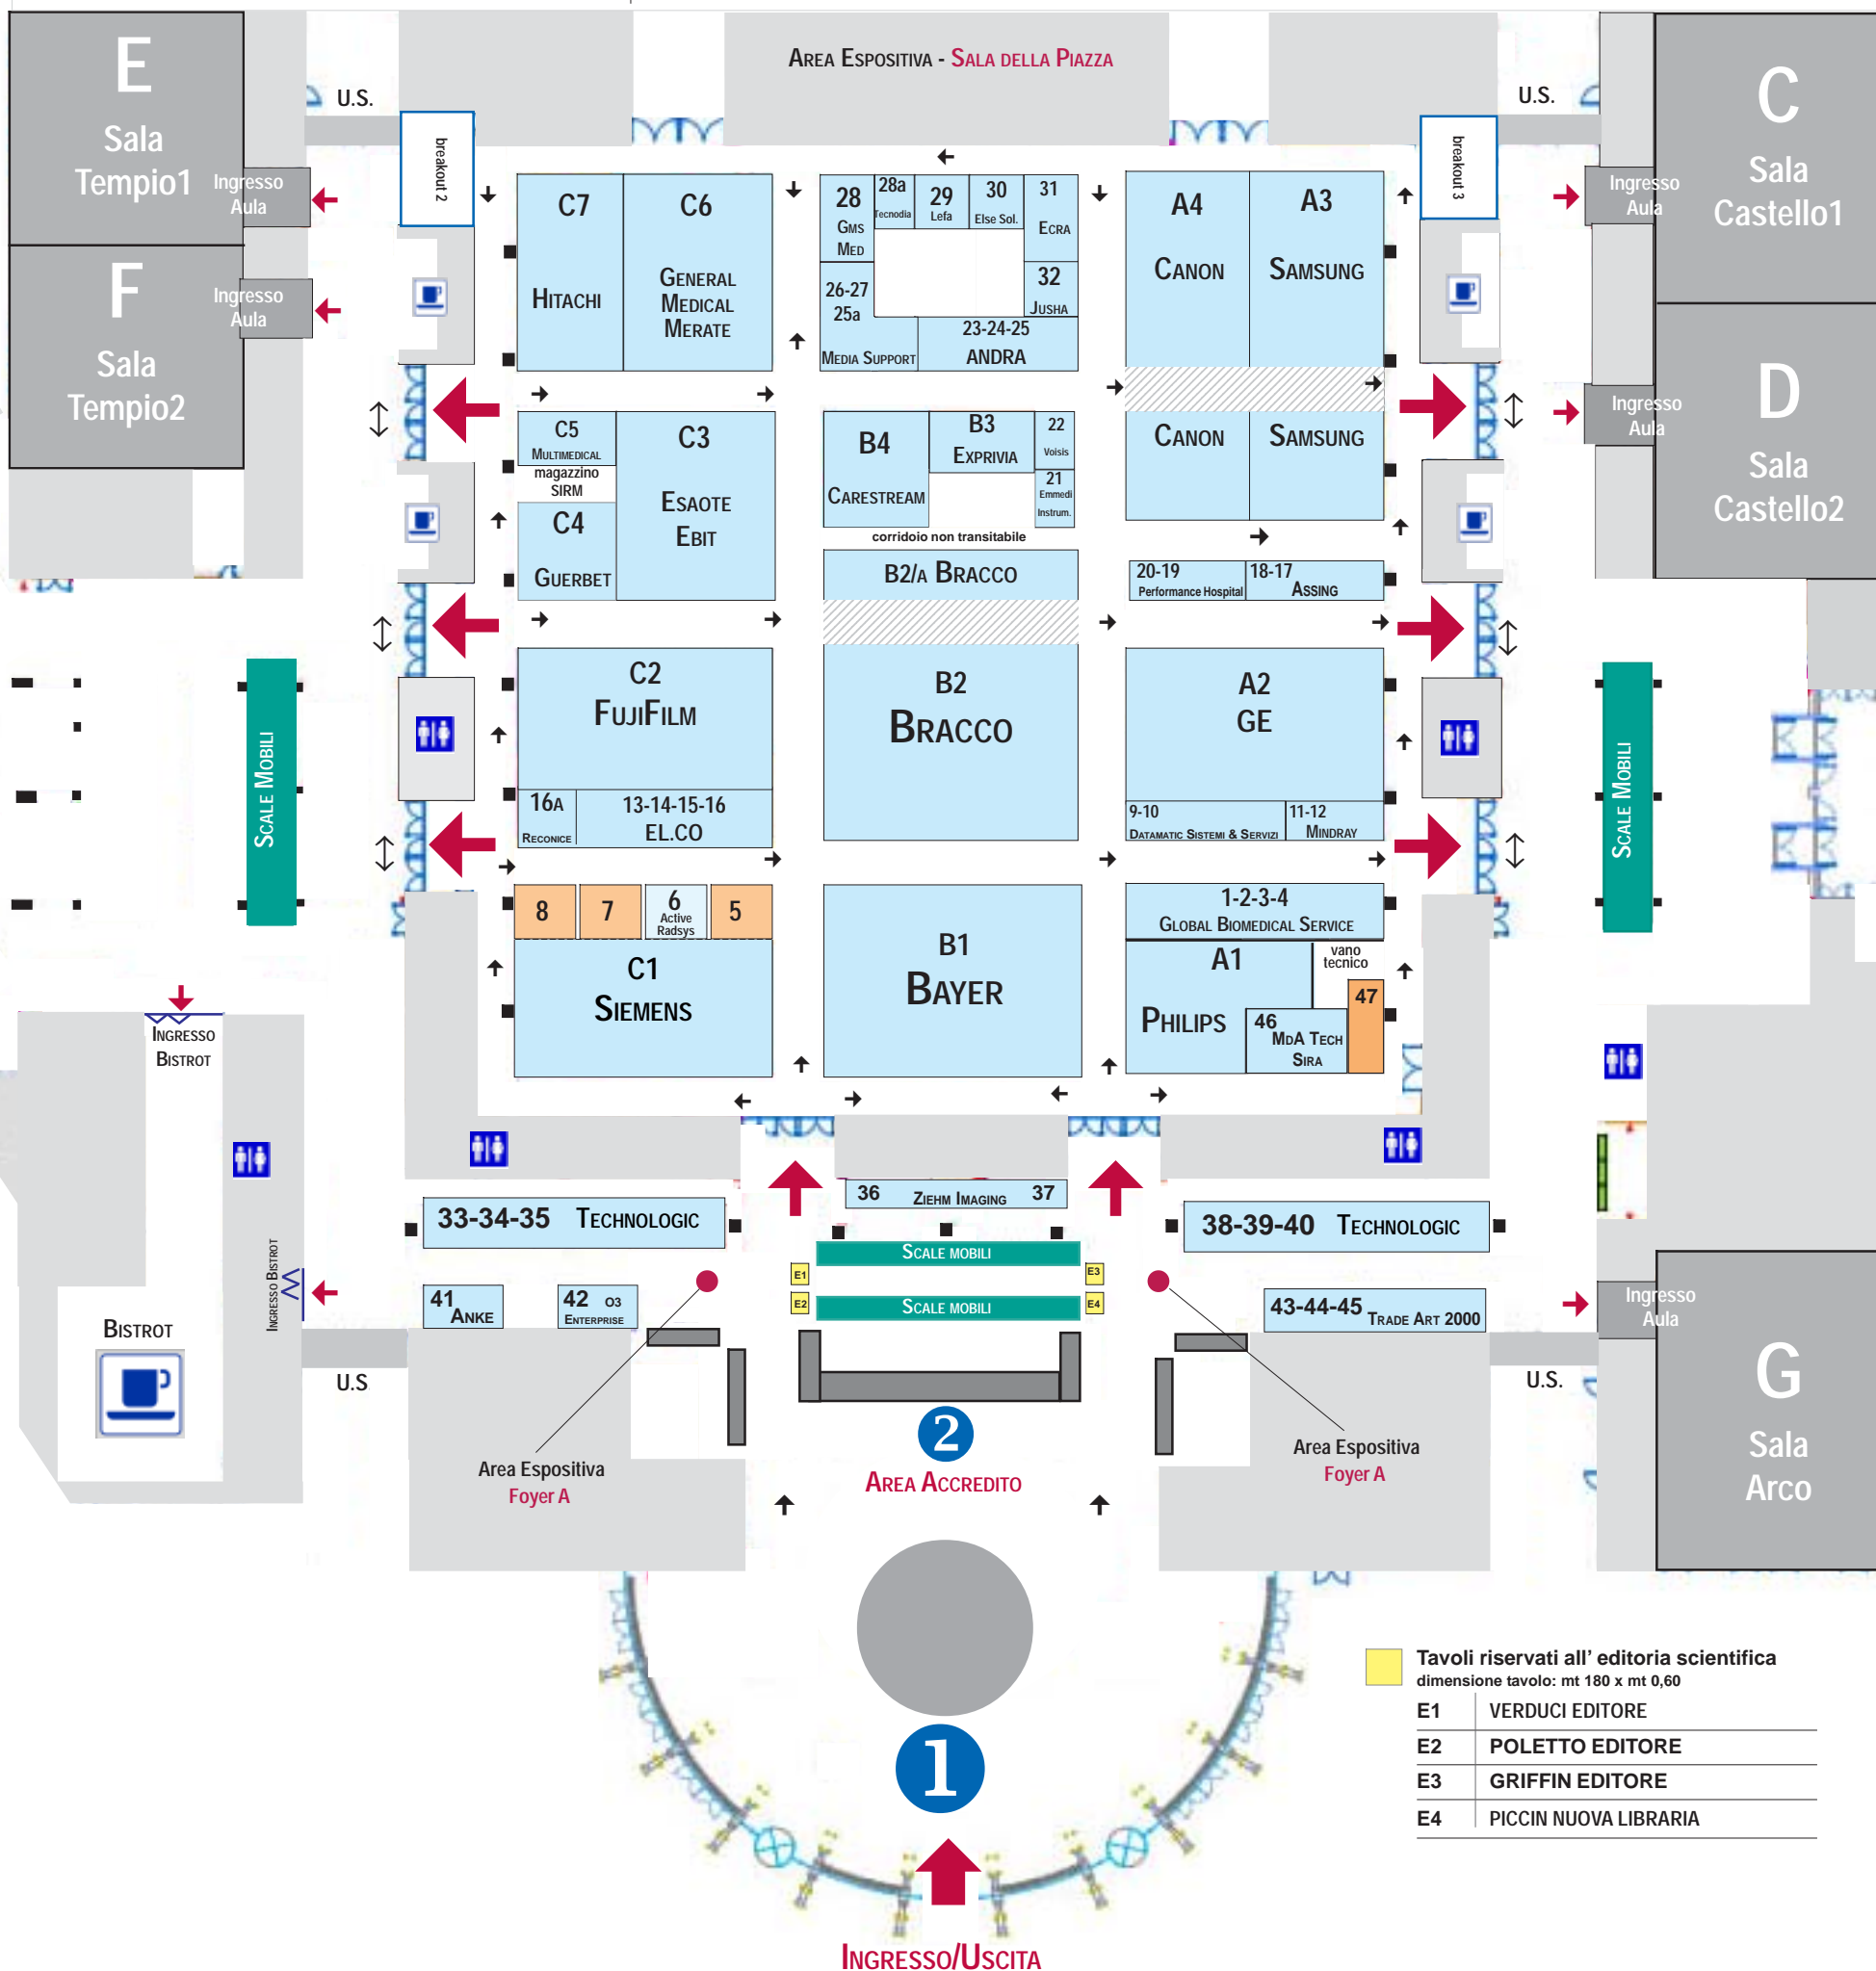 AREA ESPOSITIVA - SALA DELLA PIAZZA
E
Sala
Tempio1
Ingresso
Aula
F
Sala
Tempio2
Ingresso
Aula
U.S.
breakout 2
U.S.
breakout 3
C
Sala
Castello1
Ingresso
Aula
D
Sala
Castello2
Ingresso
Aula
C7
HITACHI
C6
GENERAL
MEDICAL
MERATE
28
GMS
MED
28a
Tecnodia
29
Lefa
30
Else Sol.
31
ECRA
32
JUSHA
26-27
25a
MEDIA SUPPORT
23-24-25
ANDRA
A4
CANON
A3
SAMSUNG
C5
MULTIMEDICAL
magazzino
SIRM
C4
GUERBET
C3
ESAOTE
EBIT
B4
CARESTREAM
B3
EXPRIVIA
22
Voisis
21
Emmedi
Instrum.
corridoio non transitabile
CANON
SAMSUNG
B2/A BRACCO
20-19
Performance Hospital
18-17
ASSING
C2
FUJIFILM
16A
RECONICE
13-14-15-16
EL.CO
B2
BRACCO
A2
GE
9-10
DATAMATIC SISTEMI & SERVIZI
11-12
MINDRAY
SCALE MOBILI
SCALE MOBILI
8
7
6
Active
Radsys
5
C1
SIEMENS
B1
BAYER
1-2-3-4
GLOBAL BIOMEDICAL SERVICE
A1
PHILIPS
vano
tecnico
47
46
MDA TECH
SIRA
INGRESSO
BISTROT
INGRESSO BISTROT
BISTROT
33-34-35 TECHNOLOGIC
36 ZIEHM IMAGING 37
38-39-40 TECHNOLOGIC
SCALE MOBILI
E1
E3
E2
E4
SCALE MOBILI
41
ANKE
42 O3
ENTERPRISE
43-44-45 TRADE ART 2000
Ingresso
Aula
G
Sala
Arco
U.S
U.S.
Area Espositiva
Foyer A
2
AREA ACCREDITO
Area Espositiva
Foyer A
1
INGRESSO/USCITA
Tavoli riservati all' editoria scientifica
dimensione tavolo: mt 180 x mt 0,60
E1 VERDUCI EDITORE
E2 POLETTO EDITORE
E3 GRIFFIN EDITORE
E4 PICCIN NUOVA LIBRARIA